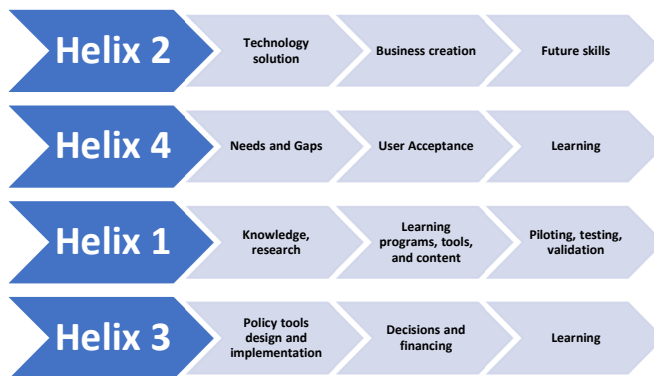 Helix 2
Technology
solution
Business creation
Future skills
Helix 4
Needs and Gaps
User Acceptance
Learning
Helix 1
Knowledge,
research
Learning
programs, tools,
and content
Piloting, testing,
validation
Helix 3
Policy tools
design and
implementation
Decisions and
financing
Learning